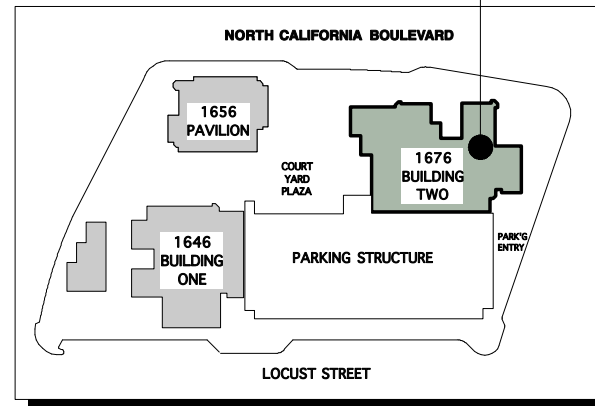 NORTH CALIFORNIA BOULEVARD
1656
PAVILION
COURT
YARD
PLAZA
1676
BUILDING
TWO
1646
BUILDING
ONE
PARKING STRUCTURE
PARK'G
ENTRY
LOCUST STREET